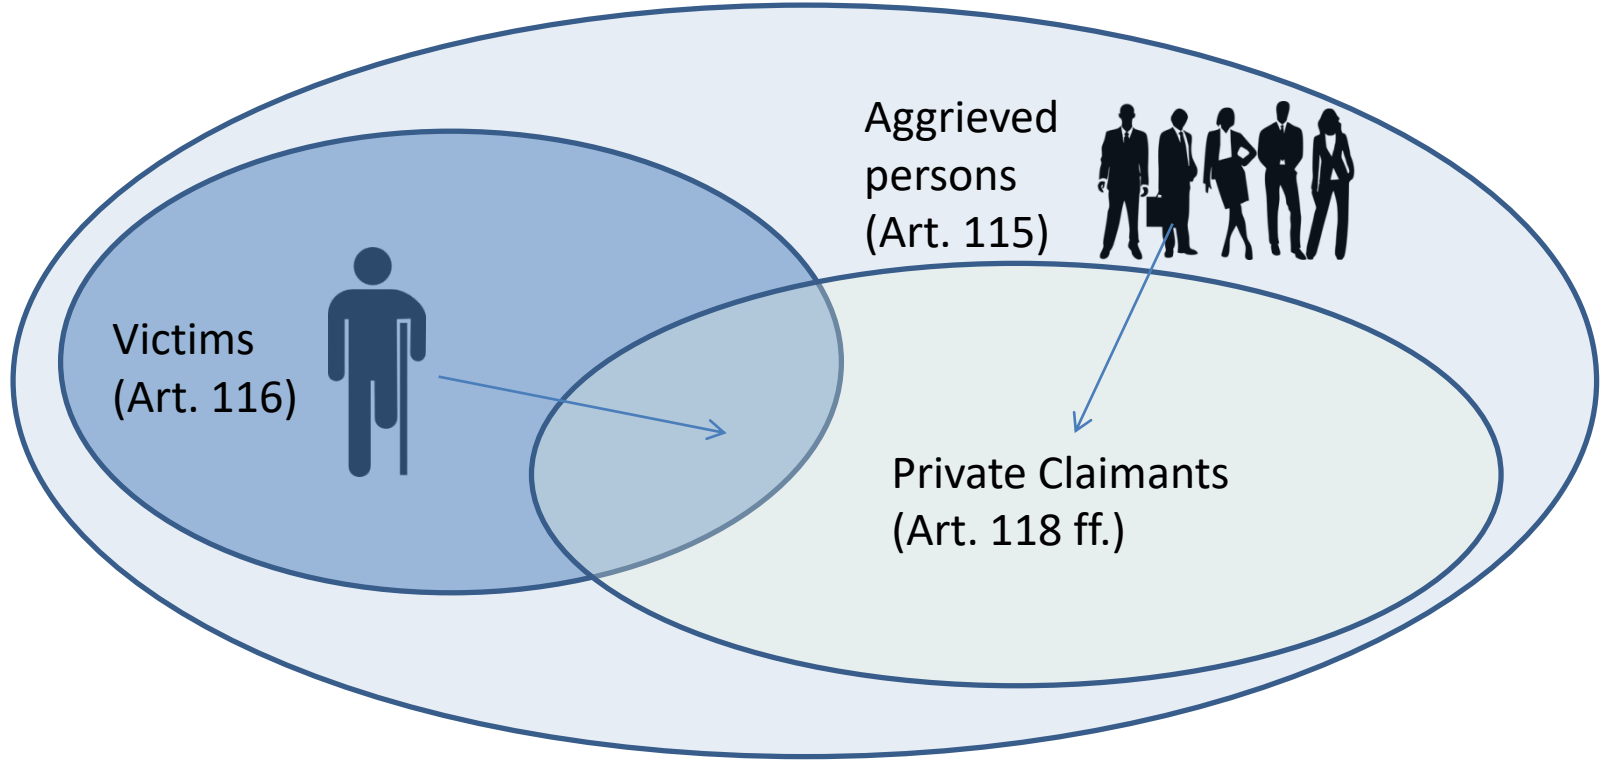 Aggrieved
persons
(Art. 115)
Victims
(Art. 116)
Private Claimants
(Art. 118 ff.)